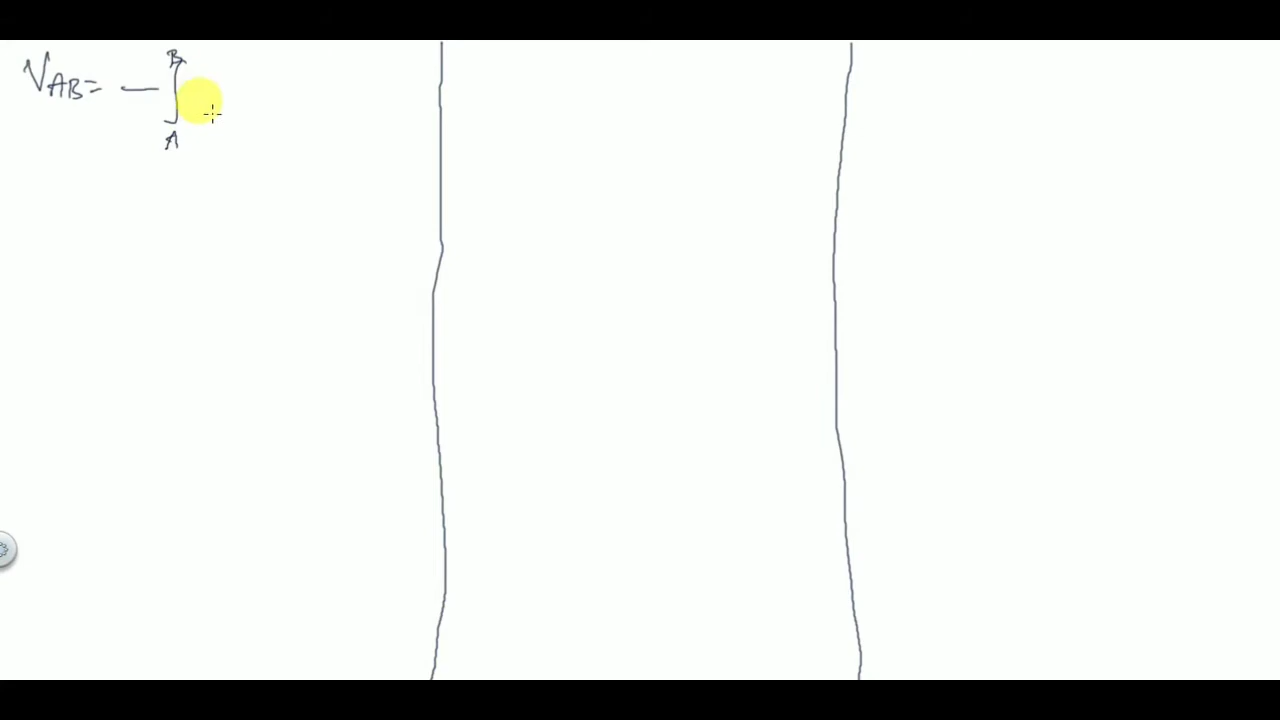 V_AB = - ∫_A^B